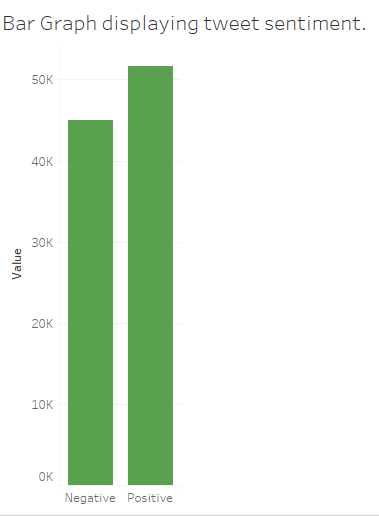 Bar Graph displaying tweet sentiment.
50K
40K
30K
Value
20K
10K
0K
Negative Positive